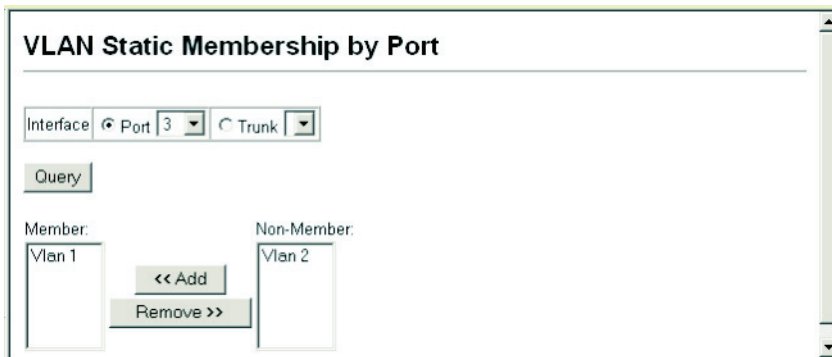 VLAN Static Membership by Port
Interface Port 3 Trunk
Query
Member: Non-Member:
Vlan 1 Vlan 2
<< Add
Remove >>